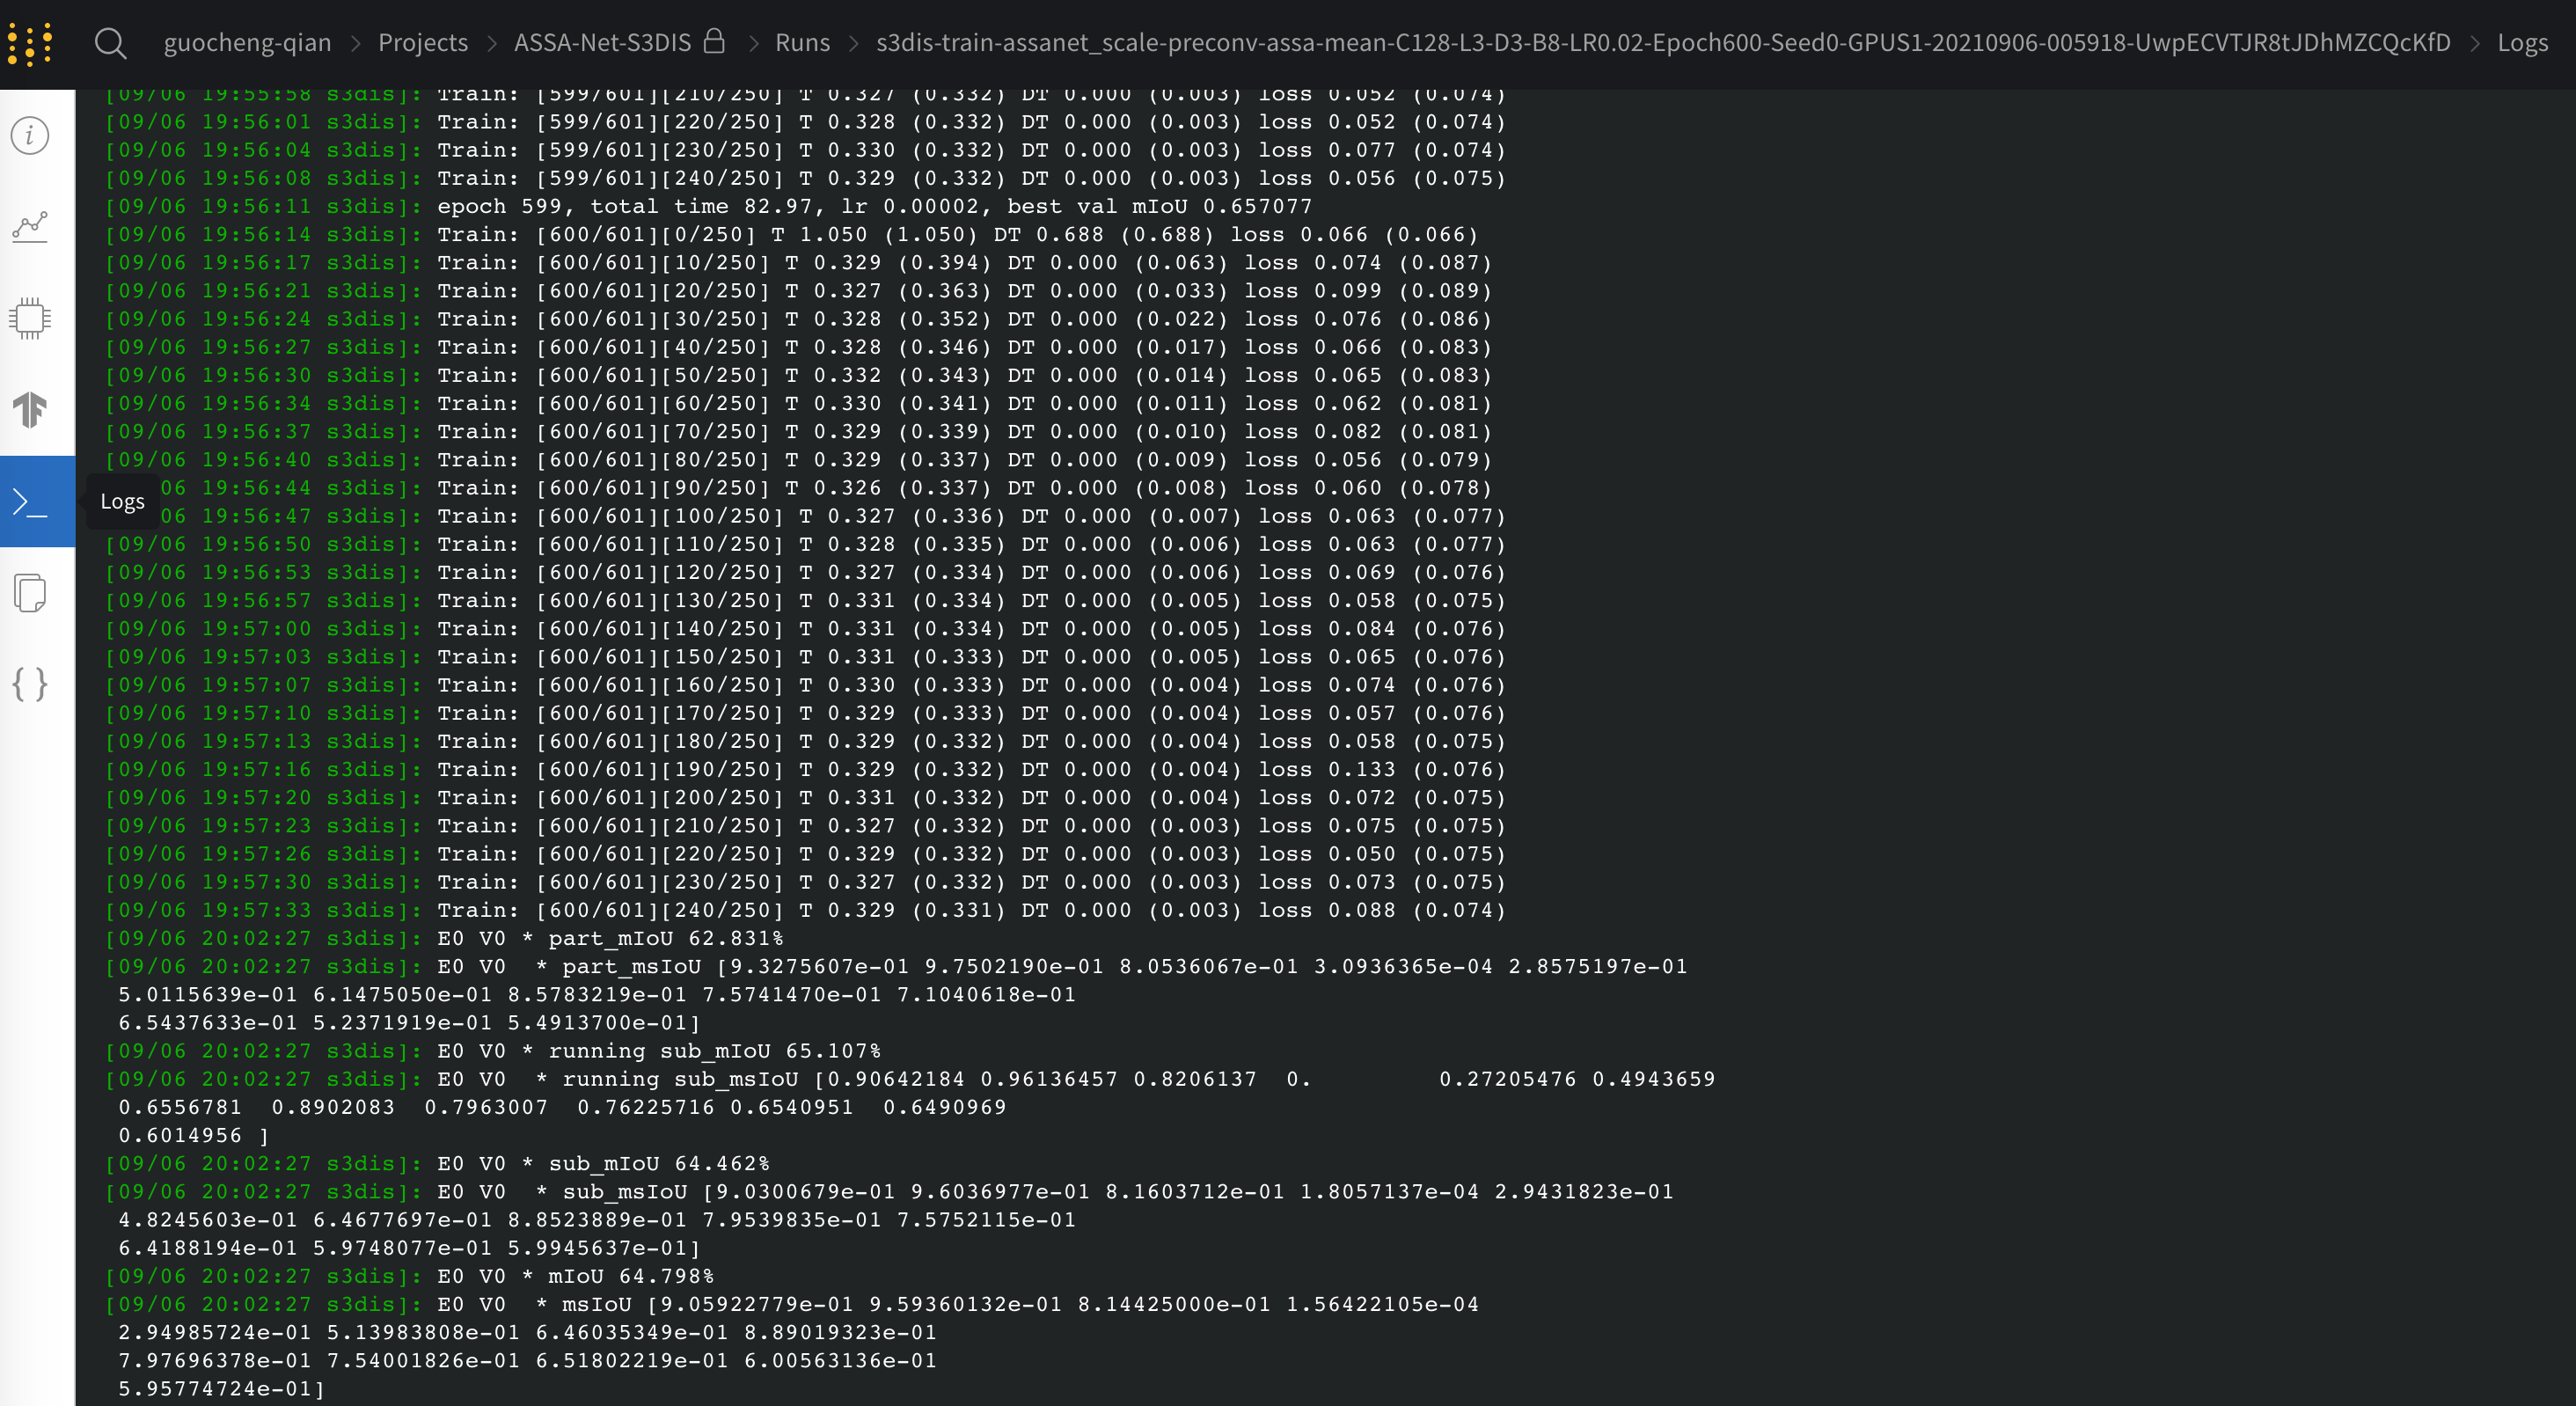 guocheng-qian > Projects > ASSA-Net-S3DIS > Runs > s3dis-train-assanet_scale-preconv-assa-mean-C128-L3-D3-B8-LR0.02-Epoch600-Seed0-GPUS1-20210906-005918-UwpECVTJR8tJDhMZCQcKfD > Logs
[09/06 19:55:58 s3dis]: Train: [599/601][210/250] T 0.327 (0.332) DT 0.000 (0.003) loss 0.052 (0.074)
[09/06 19:56:01 s3dis]: Train: [599/601][220/250] T 0.328 (0.332) DT 0.000 (0.003) loss 0.052 (0.074)
[09/06 19:56:04 s3dis]: Train: [599/601][230/250] T 0.330 (0.332) DT 0.000 (0.003) loss 0.077 (0.074)
[09/06 19:56:08 s3dis]: Train: [599/601][240/250] T 0.329 (0.332) DT 0.000 (0.003) loss 0.056 (0.075)
[09/06 19:56:11 s3dis]: epoch 599, total time 82.97, lr 0.00002, best val mIoU 0.657077
[09/06 19:56:14 s3dis]: Train: [600/601][0/250] T 1.050 (1.050) DT 0.688 (0.688) loss 0.066 (0.066)
[09/06 19:56:17 s3dis]: Train: [600/601][10/250] T 0.329 (0.394) DT 0.000 (0.063) loss 0.074 (0.087)
[09/06 19:56:21 s3dis]: Train: [600/601][20/250] T 0.327 (0.363) DT 0.000 (0.033) loss 0.099 (0.089)
[09/06 19:56:24 s3dis]: Train: [600/601][30/250] T 0.328 (0.352) DT 0.000 (0.022) loss 0.076 (0.086)
[09/06 19:56:27 s3dis]: Train: [600/601][40/250] T 0.328 (0.346) DT 0.000 (0.017) loss 0.066 (0.083)
[09/06 19:56:30 s3dis]: Train: [600/601][50/250] T 0.332 (0.343) DT 0.000 (0.014) loss 0.065 (0.083)
[09/06 19:56:34 s3dis]: Train: [600/601][60/250] T 0.330 (0.341) DT 0.000 (0.011) loss 0.062 (0.081)
[09/06 19:56:37 s3dis]: Train: [600/601][70/250] T 0.329 (0.339) DT 0.000 (0.010) loss 0.082 (0.081)
[09/06 19:56:40 s3dis]: Train: [600/601][80/250] T 0.329 (0.337) DT 0.000 (0.009) loss 0.056 (0.079)
Logs
06 19:56:44 s3dis]: Train: [600/601][90/250] T 0.326 (0.337) DT 0.000 (0.008) loss 0.060 (0.078)
06 19:56:47 s3dis]: Train: [600/601][100/250] T 0.327 (0.336) DT 0.000 (0.007) loss 0.063 (0.077)
[09/06 19:56:50 s3dis]: Train: [600/601][110/250] T 0.328 (0.335) DT 0.000 (0.006) loss 0.063 (0.077)
[09/06 19:56:53 s3dis]: Train: [600/601][120/250] T 0.327 (0.334) DT 0.000 (0.006) loss 0.069 (0.076)
[09/06 19:56:57 s3dis]: Train: [600/601][130/250] T 0.331 (0.334) DT 0.000 (0.005) loss 0.058 (0.075)
[09/06 19:57:00 s3dis]: Train: [600/601][140/250] T 0.331 (0.334) DT 0.000 (0.005) loss 0.084 (0.076)
[09/06 19:57:03 s3dis]: Train: [600/601][150/250] T 0.331 (0.333) DT 0.000 (0.005) loss 0.065 (0.076)
[09/06 19:57:07 s3dis]: Train: [600/601][160/250] T 0.330 (0.333) DT 0.000 (0.004) loss 0.074 (0.076)
[09/06 19:57:10 s3dis]: Train: [600/601][170/250] T 0.329 (0.333) DT 0.000 (0.004) loss 0.057 (0.076)
[09/06 19:57:13 s3dis]: Train: [600/601][180/250] T 0.329 (0.332) DT 0.000 (0.004) loss 0.058 (0.075)
[09/06 19:57:16 s3dis]: Train: [600/601][190/250] T 0.329 (0.332) DT 0.000 (0.004) loss 0.133 (0.076)
[09/06 19:57:20 s3dis]: Train: [600/601][200/250] T 0.331 (0.332) DT 0.000 (0.004) loss 0.072 (0.075)
[09/06 19:57:23 s3dis]: Train: [600/601][210/250] T 0.327 (0.332) DT 0.000 (0.003) loss 0.075 (0.075)
[09/06 19:57:26 s3dis]: Train: [600/601][220/250] T 0.329 (0.332) DT 0.000 (0.003) loss 0.050 (0.075)
[09/06 19:57:30 s3dis]: Train: [600/601][230/250] T 0.327 (0.332) DT 0.000 (0.003) loss 0.073 (0.075)
[09/06 19:57:33 s3dis]: Train: [600/601][240/250] T 0.329 (0.331) DT 0.000 (0.003) loss 0.088 (0.074)
[09/06 20:02:27 s3dis]: E0 V0 * part_mIoU 62.831%
[09/06 20:02:27 s3dis]: E0 V0  * part_msIoU [9.3275607e-01 9.7502190e-01 8.0536067e-01 3.0936365e-04 2.8575197e-01
5.0115639e-01 6.1475050e-01 8.5783219e-01 7.5741470e-01 7.1040618e-01
6.5437633e-01 5.2371919e-01 5.4913700e-01]
[09/06 20:02:27 s3dis]: E0 V0 * running sub_mIoU 65.107%
[09/06 20:02:27 s3dis]: E0 V0  * running sub_msIoU [0.90642184 0.96136457 0.8206137  0.         0.27205476 0.4943659
0.6556781  0.8902083  0.7963007  0.76225716 0.6540951  0.6490969
0.6014956 ]
[09/06 20:02:27 s3dis]: E0 V0 * sub_mIoU 64.462%
[09/06 20:02:27 s3dis]: E0 V0  * sub_msIoU [9.0300679e-01 9.6036977e-01 8.1603712e-01 1.8057137e-04 2.9431823e-01
4.8245603e-01 6.4677697e-01 8.8523889e-01 7.9539835e-01 7.5752115e-01
6.4188194e-01 5.9748077e-01 5.9945637e-01]
[09/06 20:02:27 s3dis]: E0 V0 * mIoU 64.798%
[09/06 20:02:27 s3dis]: E0 V0  * msIoU [9.05922779e-01 9.59360132e-01 8.14425000e-01 1.56422105e-04
2.94985724e-01 5.13983808e-01 6.46035349e-01 8.89019323e-01
7.97696378e-01 7.54001826e-01 6.51802219e-01 6.00563136e-01
5.95774724e-01]